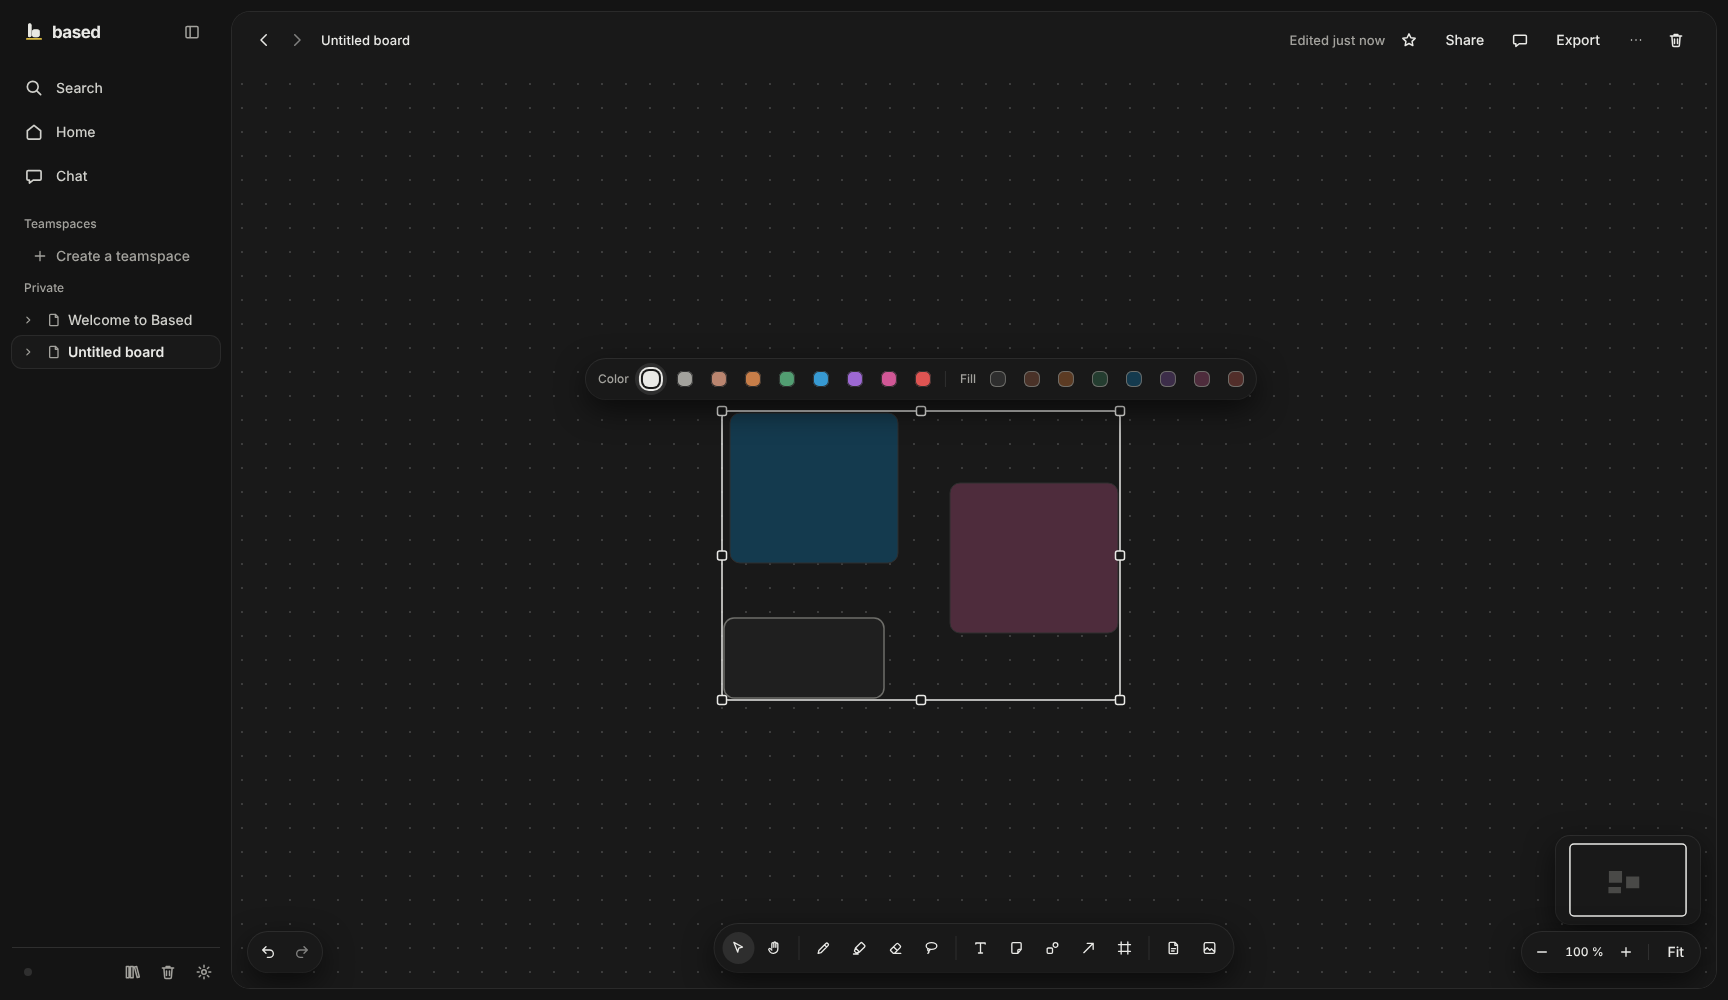 based
Untitled board
Edited just now
Share
Export
Search
Home
Chat
Teamspaces
Create a teamspace
Private
Welcome to Based
Untitled board
Color
Fill
100 %
Fit